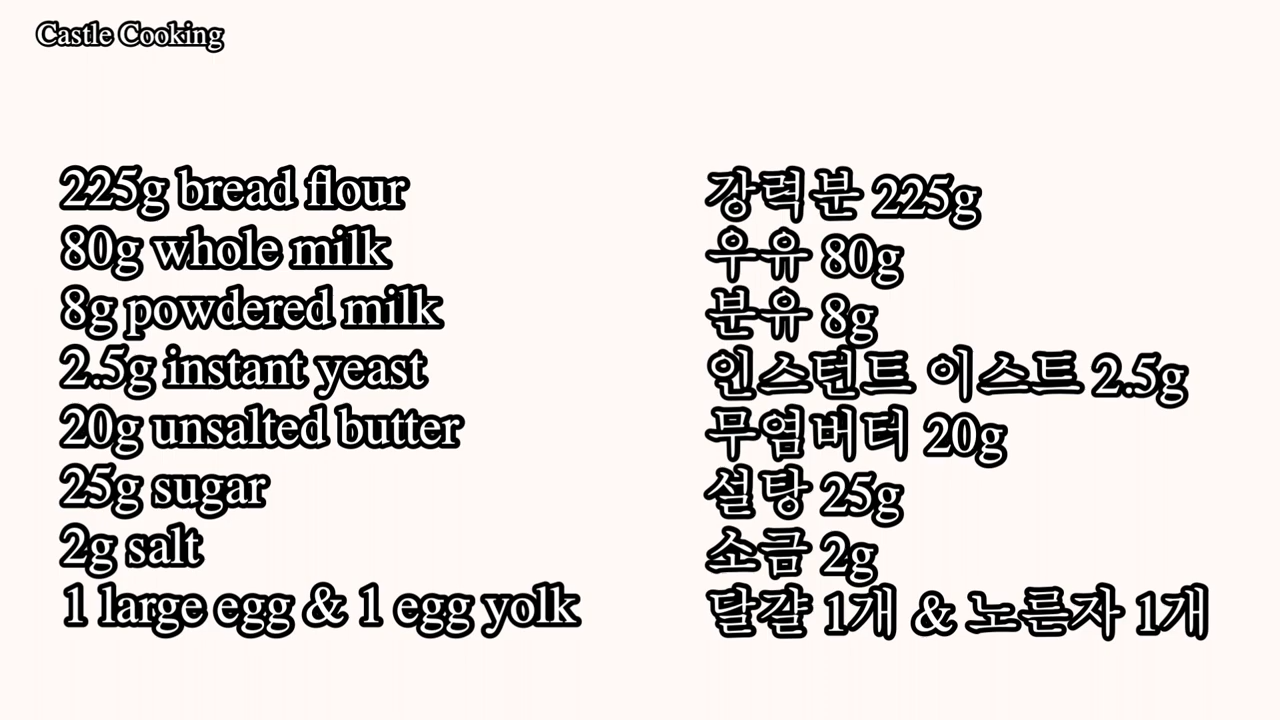 Castle Cooking
225g bread flour
80g whole milk
8g powdered milk
2.5g instant yeast
20g unsalted butter
25g sugar
2g salt
1 large egg & 1 egg yolk
강력분 225g
우유 80g
분유 8g
인스턴트 이스트 2.5g
무염버터 20g
설탕 25g
소금 2g
달걀 1개 & 노른자 1개